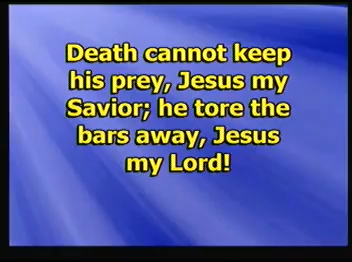 Death cannot keep
his prey, Jesus my
Savior; he tore the
bars away, Jesus
my Lord!